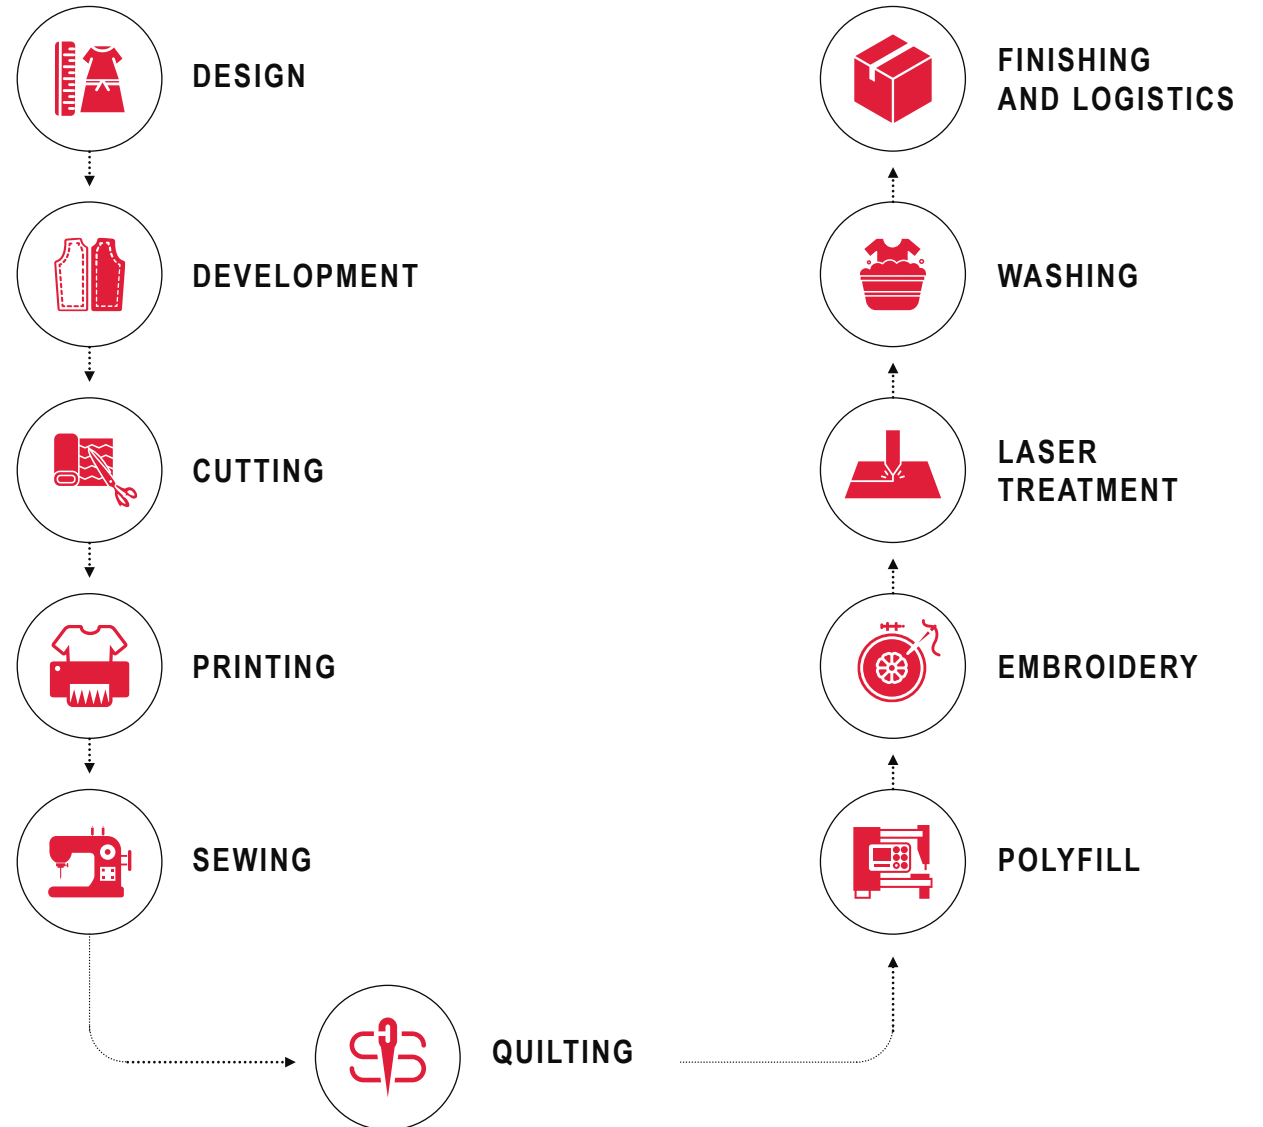 DESIGN
DEVELOPMENT
CUTTING
PRINTING
SEWING
QUILTING
POLYFILL
EMBROIDERY
LASER
TREATMENT
WASHING
FINISHING
AND LOGISTICS